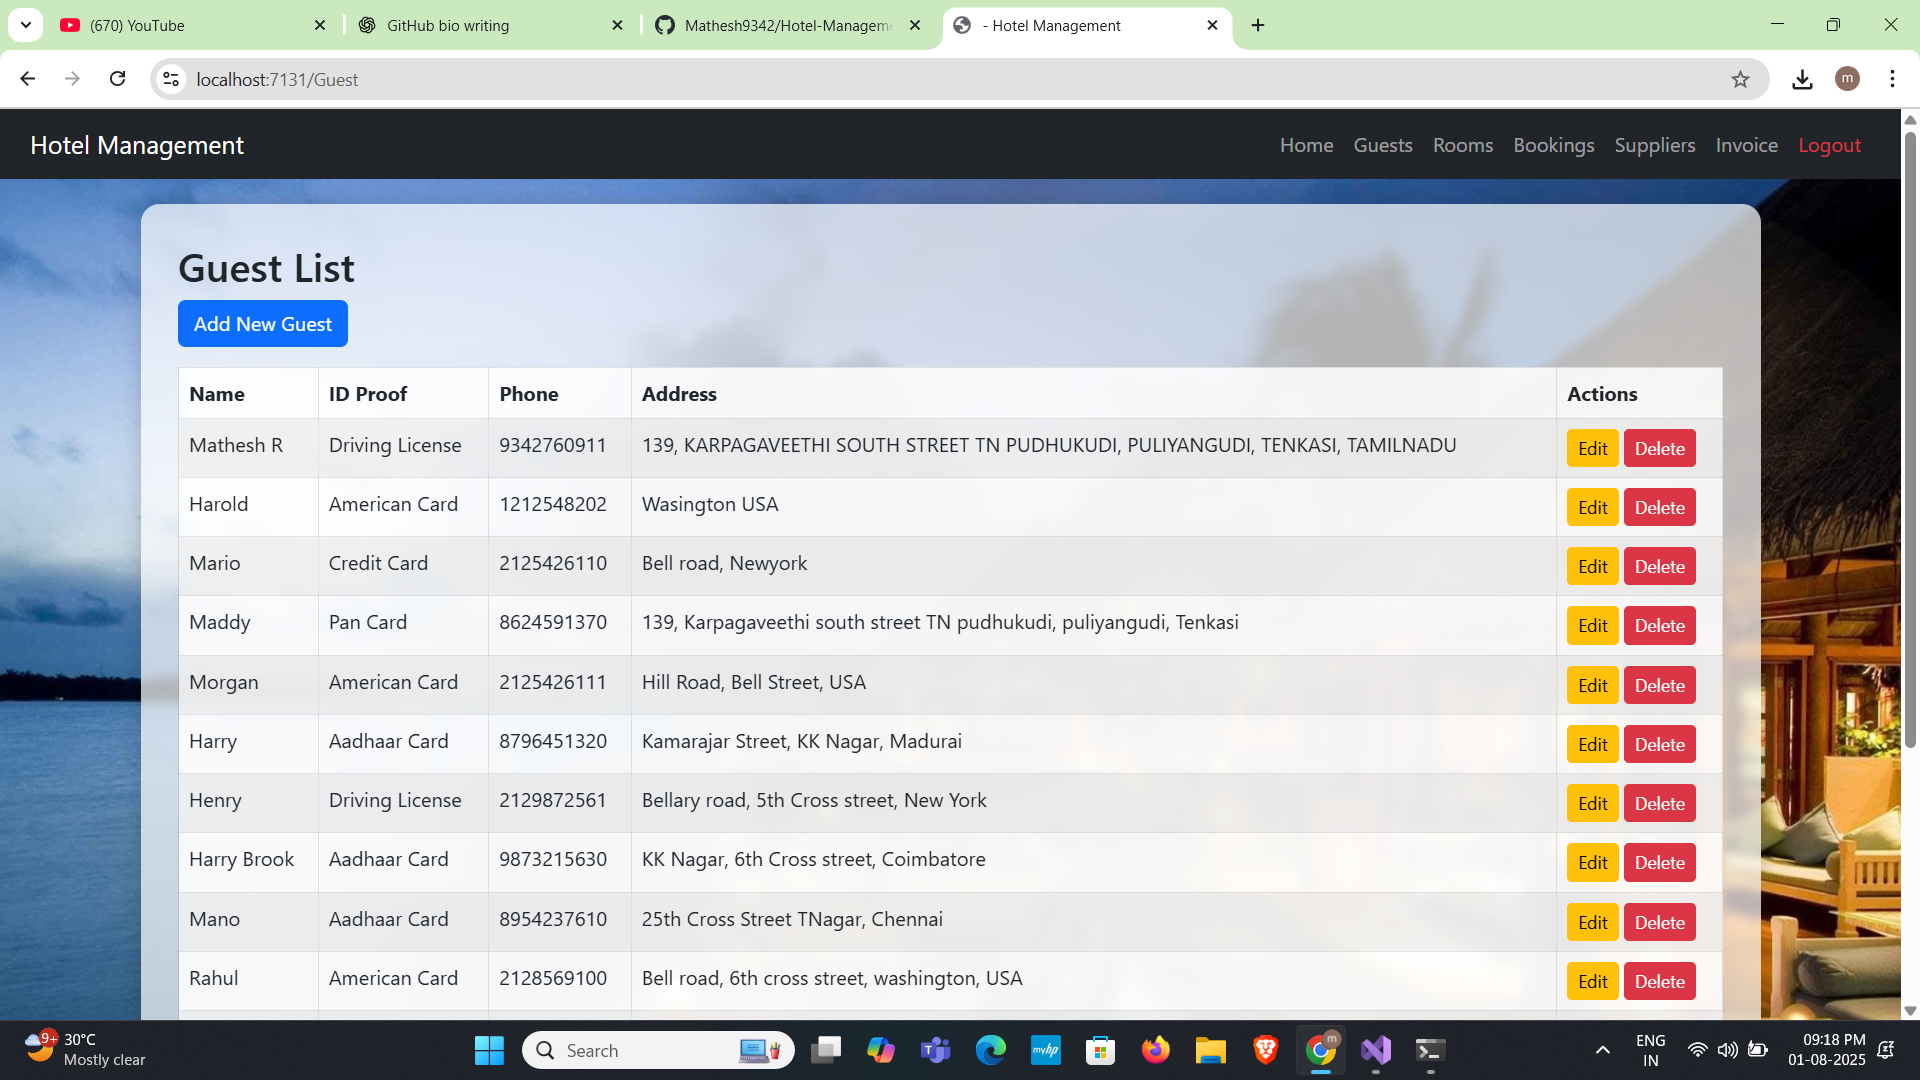 (670) YouTube
GitHub bio writing
Mathesh9342/Hotel-Manageme
- Hotel Management
localhost:7131/Guest
m
Hotel Management
Home Guests Rooms Bookings Suppliers Invoice Logout
Guest List
Add New Guest
Name ID Proof Phone Address Actions
Mathesh R Driving License 9342760911 139, KARPAGAVEETHI SOUTH STREET TN PUDHUKUDI, PULIYANGUDI, TENKASI, TAMILNADU Edit Delete
Harold American Card 1212548202 Wasington USA Edit Delete
Mario Credit Card 2125426110 Bell road, Newyork Edit Delete
Maddy Pan Card 8624591370 139, Karpagaveethi south street TN pudhukudi, puliyangudi, Tenkasi Edit Delete
Morgan American Card 2125426111 Hill Road, Bell Street, USA Edit Delete
Harry Aadhaar Card 8796451320 Kamarajar Street, KK Nagar, Madurai Edit Delete
Henry Driving License 2129872561 Bellary road, 5th Cross street, New York Edit Delete
Harry Brook Aadhaar Card 9873215630 KK Nagar, 6th Cross street, Coimbatore Edit Delete
Mano Aadhaar Card 8954237610 25th Cross Street TNagar, Chennai Edit Delete
Rahul American Card 2128569100 Bell road, 6th cross street, washington, USA Edit Delete
9+
30°C
Mostly clear
Search
myhp
m
ENG
IN
09:18 PM
01-08-2025